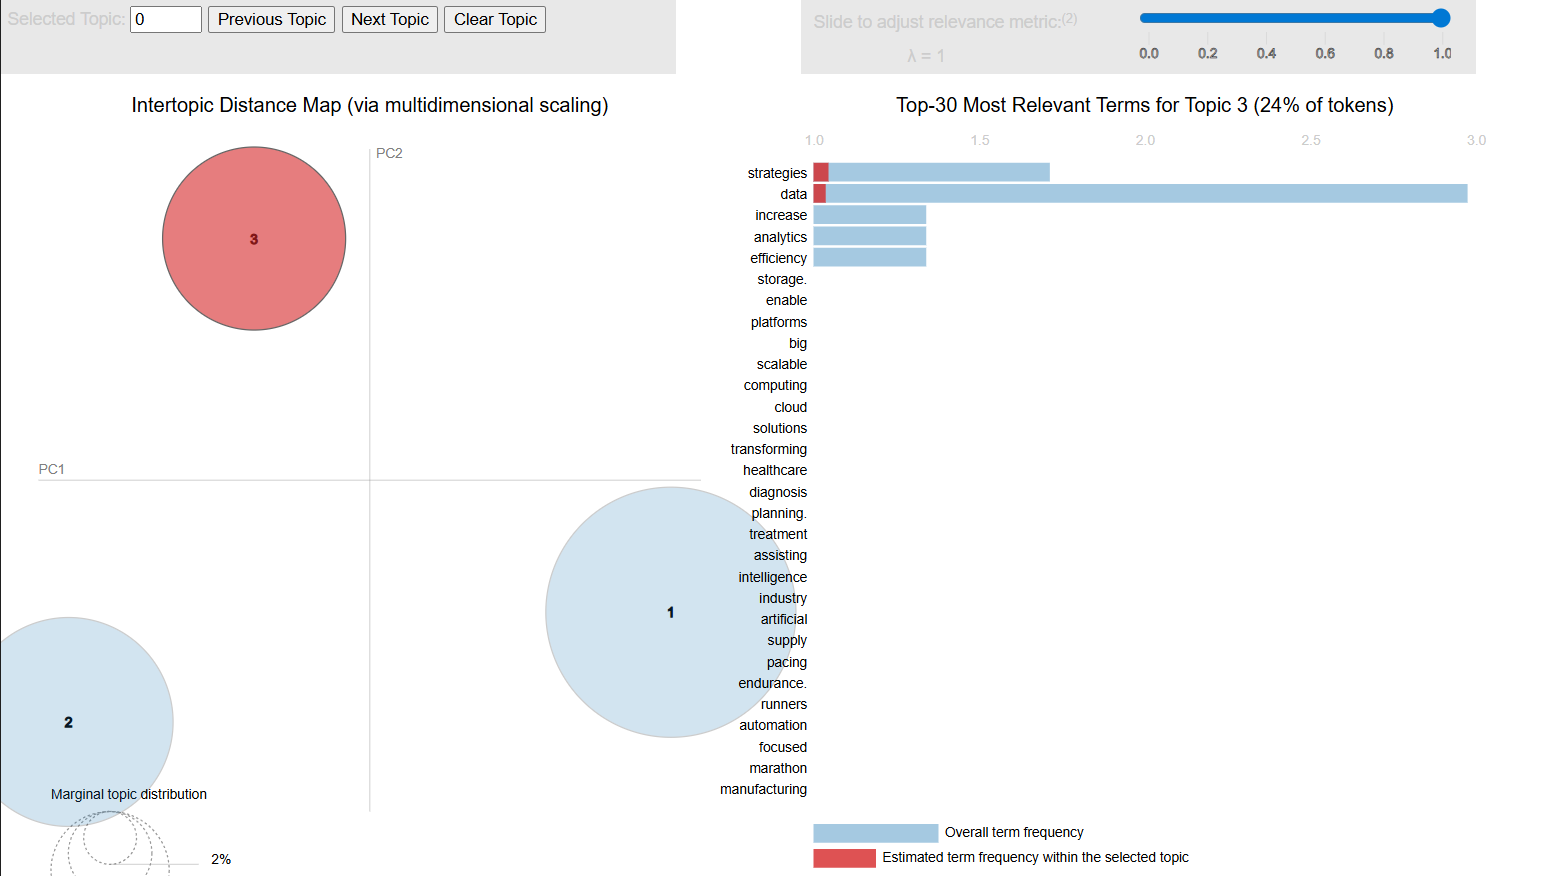 Selected Topic: 0 Previous Topic Next Topic Clear Topic
Slide to adjust relevance metric:(2)
λ = 1
0.0 0.2 0.4 0.6 0.8 1.0
Intertopic Distance Map (via multidimensional scaling)
PC2
3
PC1
1
2
Marginal topic distribution
2%
Top-30 Most Relevant Terms for Topic 3 (24% of tokens)
1.0 1.5 2.0 2.5 3.0
strategies
data
increase
analytics
efficiency
storage.
enable
platforms
big
scalable
computing
cloud
solutions
transforming
healthcare
diagnosis
planning.
treatment
assisting
intelligence
industry
artificial
supply
pacing
endurance.
runners
automation
focused
marathon
manufacturing
Overall term frequency
Estimated term frequency within the selected topic